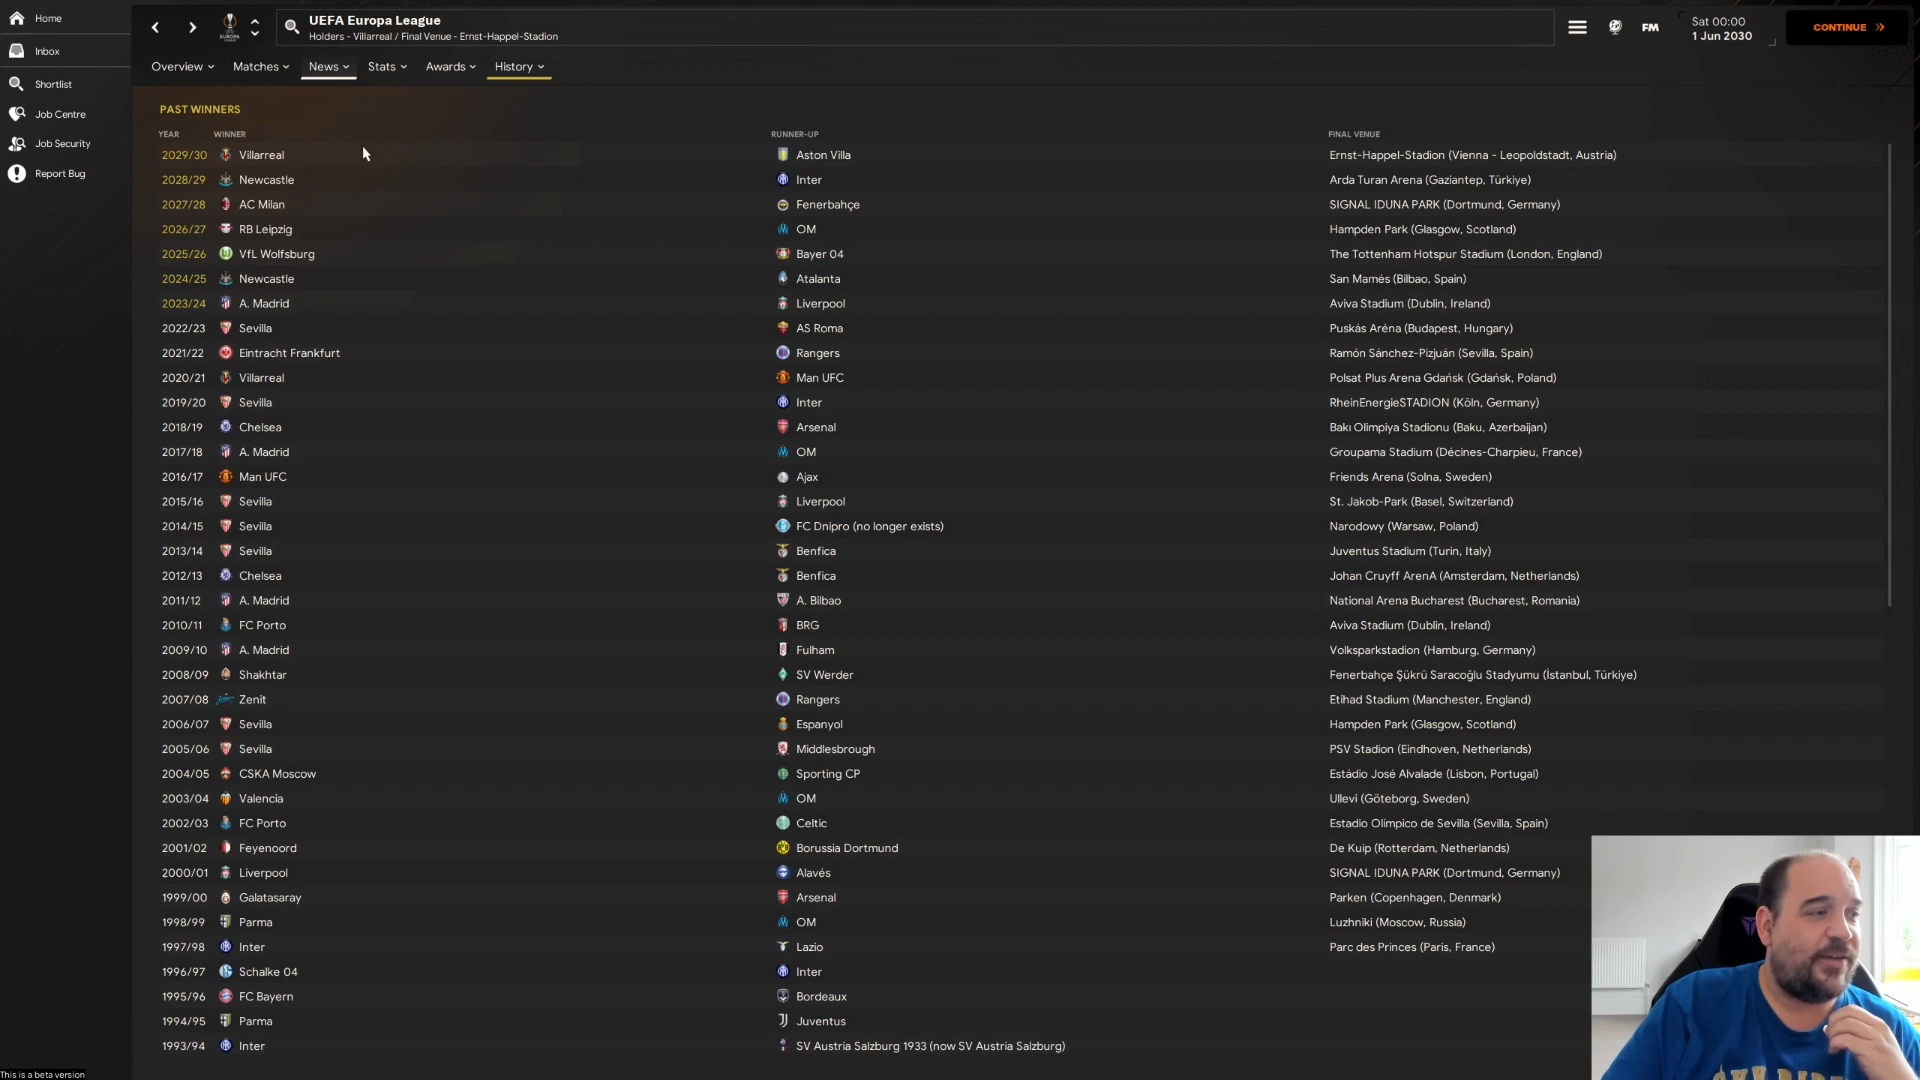 Home
Inbox
Shortlist
Job Centre
Job Security
Report Bug
UEFA Europa League
Holders - Villarreal / Final Venue - Ernst-Happel-Stadion
FM
Sat 00:00
1 Jun 2030
CONTINUE
Overview Matches News Stats Awards History
PAST WINNERS
YEAR WINNER RUNNER-UP FINAL VENUE
2029/30 Villarreal Aston Villa Ernst-Happel-Stadion (Vienna - Leopoldstadt, Austria)
2028/29 Newcastle Inter Arda Turan Arena (Gaziantep, Türkiye)
2027/28 AC Milan Fenerbahçe SIGNAL IDUNA PARK (Dortmund, Germany)
2026/27 RB Leipzig OM Hampden Park (Glasgow, Scotland)
2025/26 VfL Wolfsburg Bayer 04 The Tottenham Hotspur Stadium (London, England)
2024/25 Newcastle Atalanta San Mamés (Bilbao, Spain)
2023/24 A. Madrid Liverpool Aviva Stadium (Dublin, Ireland)
2022/23 Sevilla AS Roma Puskás Aréna (Budapest, Hungary)
2021/22 Eintracht Frankfurt Rangers Ramón Sánchez-Pizjuán (Sevilla, Spain)
2020/21 Villarreal Man UFC Polsat Plus Arena Gdańsk (Gdańsk, Poland)
2019/20 Sevilla Inter RheinEnergieSTADION (Köln, Germany)
2018/19 Chelsea Arsenal Bakı Olimpiya Stadionu (Baku, Azerbaijan)
2017/18 A. Madrid OM Groupama Stadium (Décines-Charpieu, France)
2016/17 Man UFC Ajax Friends Arena (Solna, Sweden)
2015/16 Sevilla Liverpool St. Jakob-Park (Basel, Switzerland)
2014/15 Sevilla FC Dnipro (no longer exists) Narodowy (Warsaw, Poland)
2013/14 Sevilla Benfica Juventus Stadium (Turin, Italy)
2012/13 Chelsea Benfica Johan Cruyff ArenA (Amsterdam, Netherlands)
2011/12 A. Madrid A. Bilbao National Arena Bucharest (Bucharest, Romania)
2010/11 FC Porto BRG Aviva Stadium (Dublin, Ireland)
2009/10 A. Madrid Fulham Volksparkstadion (Hamburg, Germany)
2008/09 Shakhtar SV Werder Fenerbahçe Şükrü Saracoğlu Stadyumu (İstanbul, Türkiye)
2007/08 Zenit Rangers Etihad Stadium (Manchester, England)
2006/07 Sevilla Espanyol Hampden Park (Glasgow, Scotland)
2005/06 Sevilla Middlesbrough PSV Stadion (Eindhoven, Netherlands)
2004/05 CSKA Moscow Sporting CP Estádio José Alvalade (Lisbon, Portugal)
2003/04 Valencia OM Ullevi (Göteborg, Sweden)
2002/03 FC Porto Celtic Estadio Olímpico de Sevilla (Sevilla, Spain)
2001/02 Feyenoord Borussia Dortmund De Kuip (Rotterdam, Netherlands)
2000/01 Liverpool Alavés SIGNAL IDUNA PARK (Dortmund, Germany)
1999/00 Galatasaray Arsenal Parken (Copenhagen, Denmark)
1998/99 Parma OM Luzhniki (Moscow, Russia)
1997/98 Inter Lazio Parc des Princes (Paris, France)
1996/97 Schalke 04 Inter
1995/96 FC Bayern Bordeaux
1994/95 Parma Juventus
1993/94 Inter SV Austria Salzburg 1933 (now SV Austria Salzburg)
This is a beta version